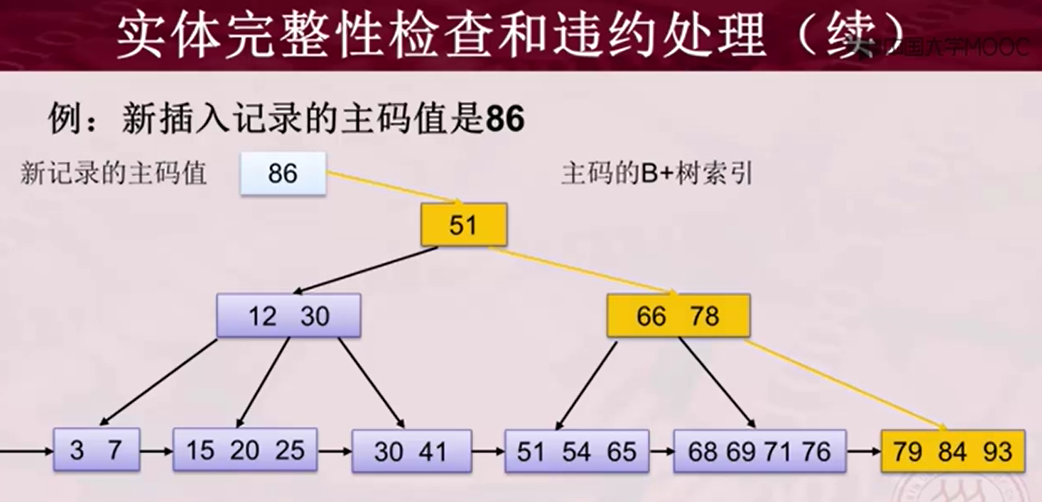 实体完整性检查和违约处理（续）
中国大学MOOC
例：新插入记录的主码值是86
新记录的主码值 86 主码的B+树索引
51
12 30 66 78
3 7 15 20 25 30 41 51 54 65 68 69 71 76 79 84 93